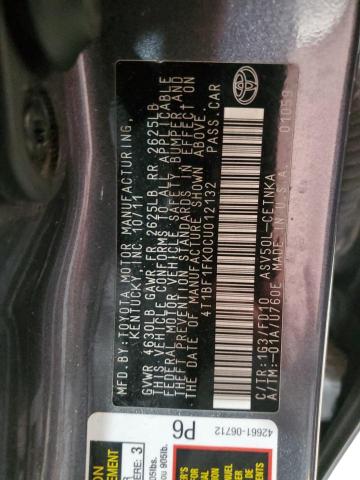 MFD.BY:TOYOTA MOTOR MANUFACTURING,
KENTUCKY, INC. 10/11
GVWR 4630LB GAWR FR 2625LB RR 2625LB
THIS VEHICLE CONFORMS TO ALL APPLICABLE
FEDERAL MOTOR VEHICLE SAFETY, BUMPER, AND
THEFT PREVENTION STANDARDS IN EFFECT ON
THE DATE OF MANUFACTURE SHOWN ABOVE.
4T1BF1FK0CU012132 PASS.CAR
01059
C/TR:1G3/FD10 ASV50L-CETNKA
A/TM:-01A/U760E MADE IN U.S.A.
42661-06712
P6